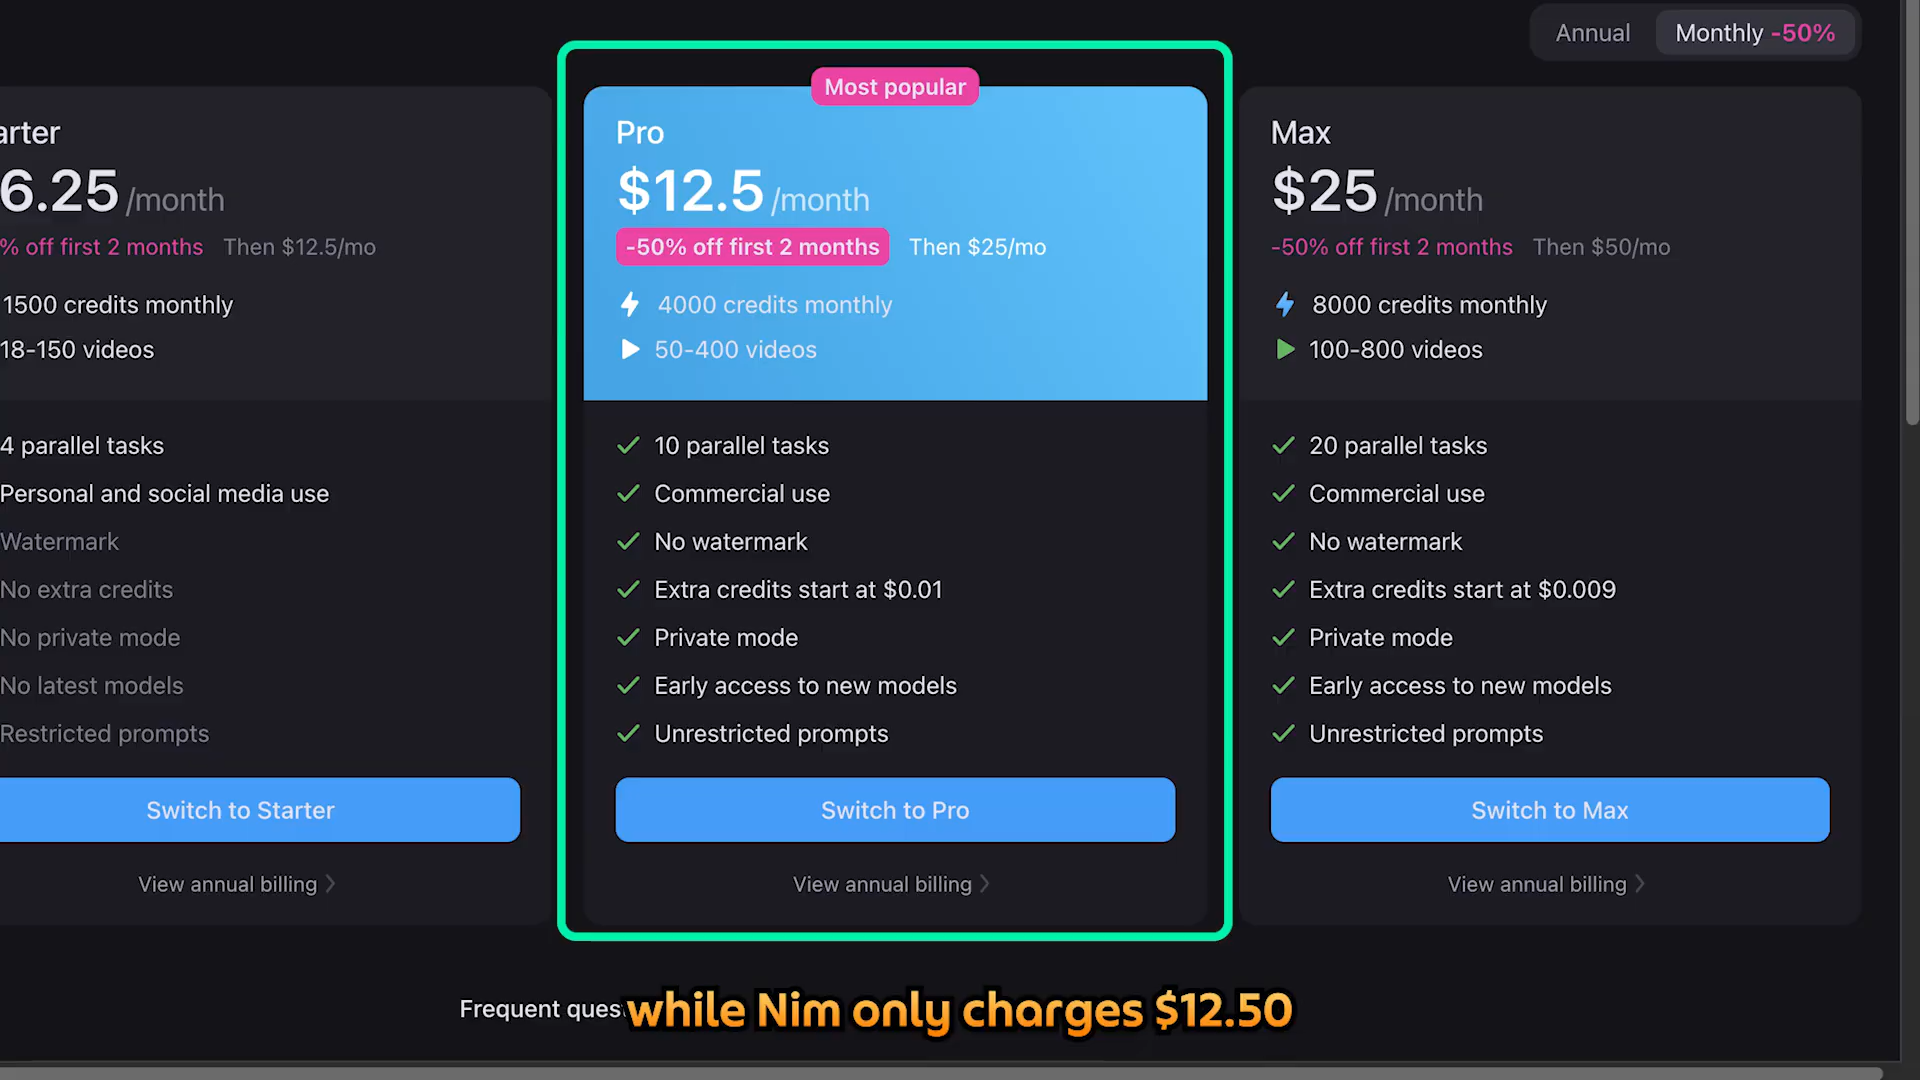 Annual
Monthly -50%
arter
6.25 /month
% off first 2 months Then $12.5/mo
1500 credits monthly
18-150 videos
4 parallel tasks
Personal and social media use
Watermark
No extra credits
No private mode
No latest models
Restricted prompts
Switch to Starter
View annual billing
Most popular
Pro
$12.5 /month
-50% off first 2 months Then $25/mo
4000 credits monthly
50-400 videos
10 parallel tasks
Commercial use
No watermark
Extra credits start at $0.01
Private mode
Early access to new models
Unrestricted prompts
Switch to Pro
View annual billing
Max
$25 /month
-50% off first 2 months Then $50/mo
8000 credits monthly
100-800 videos
20 parallel tasks
Commercial use
No watermark
Extra credits start at $0.009
Private mode
Early access to new models
Unrestricted prompts
Switch to Max
View annual billing
Frequent ques
while Nim only charges $12.50